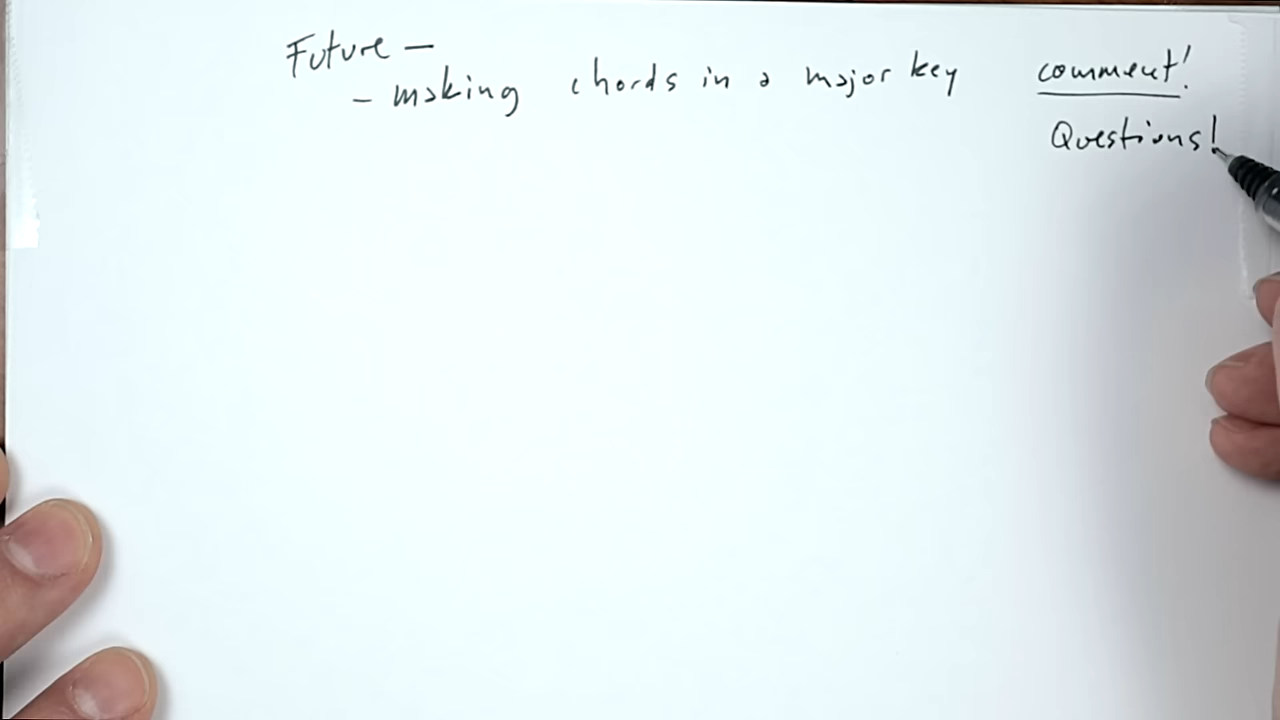 Future –
– making chords in a major key
comment!
Questions!